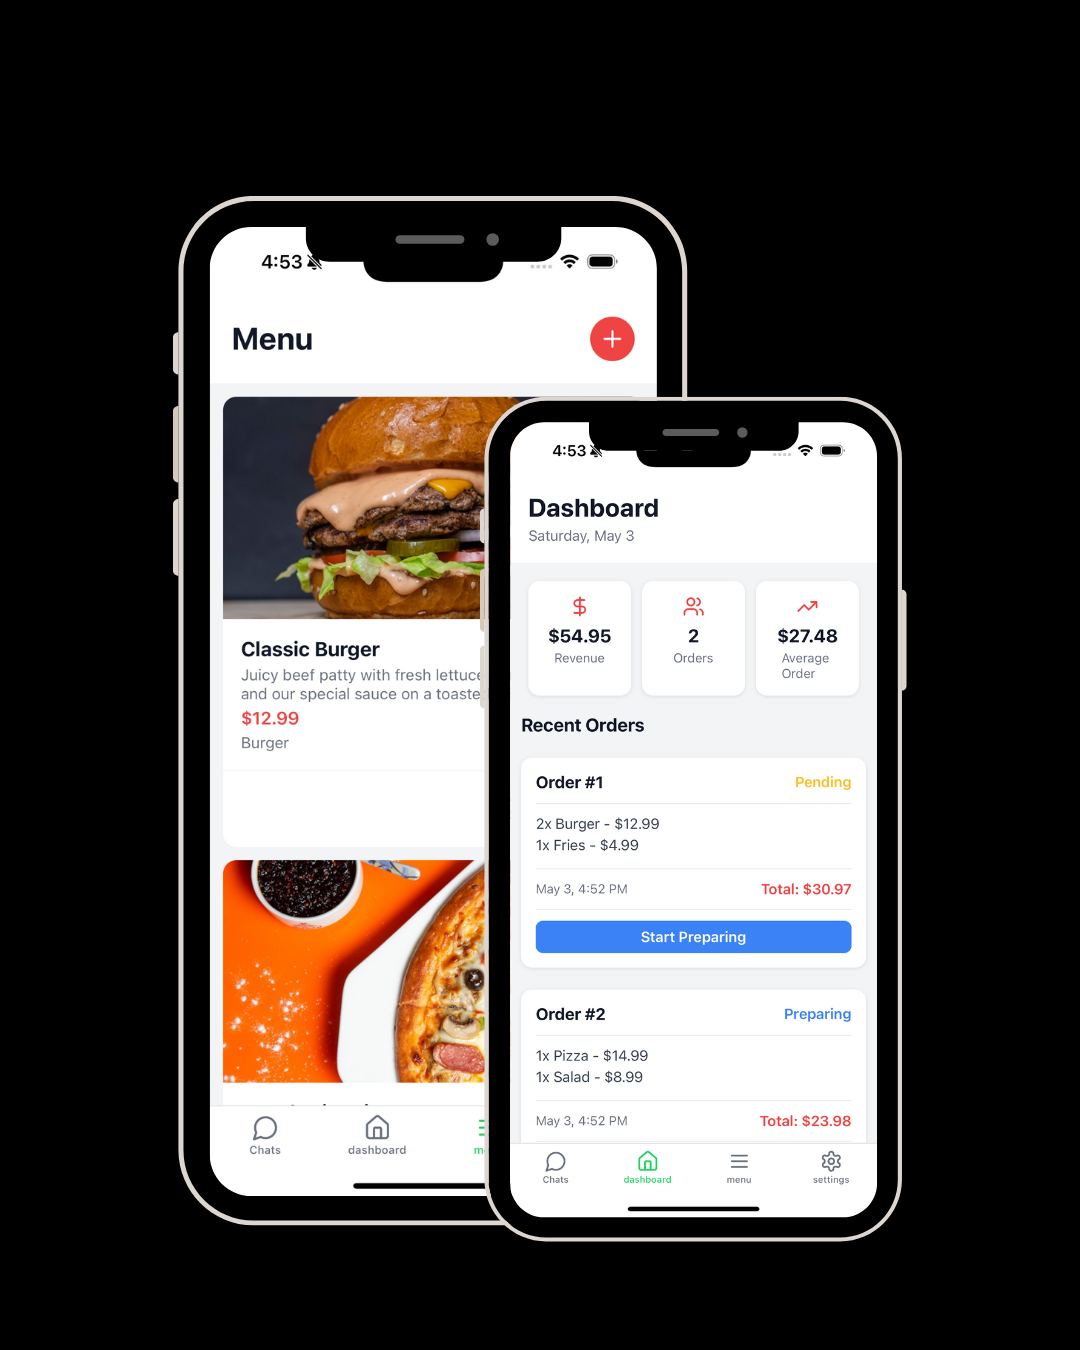 4:53
Menu
Classic Burger
Juicy beef patty with fresh lettuce
and our special sauce on a toaste
$12.99
Burger
Chats
dashboard
4:53
Dashboard
Saturday, May 3
$54.95
Revenue
2
Orders
$27.48
Average
Order
Recent Orders
Order #1
Pending
2x Burger - $12.99
1x Fries - $4.99
May 3, 4:52 PM
Total: $30.97
Start Preparing
Order #2
Preparing
1x Pizza - $14.99
1x Salad - $8.99
May 3, 4:52 PM
Total: $23.98
Chats
dashboard
menu
settings